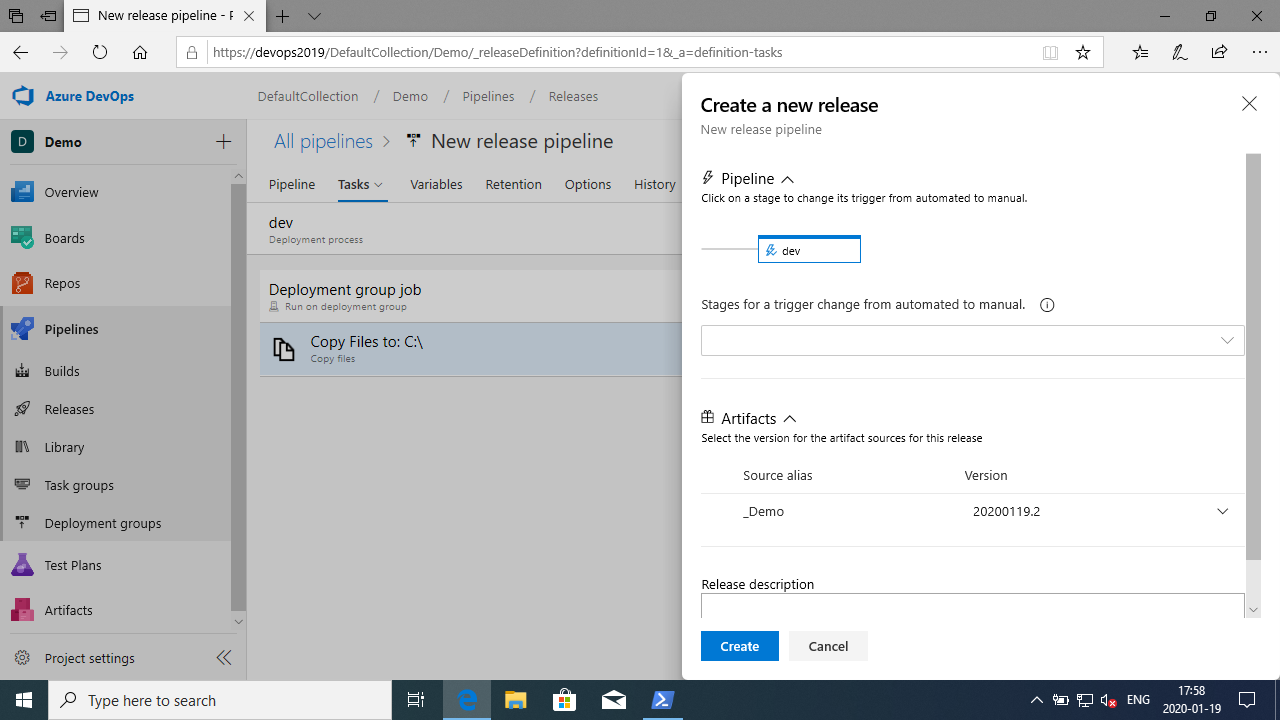 New release pipeline - P
https://devops2019/DefaultCollection/Demo/_releaseDefinition?definitionId=1&_a=definition-tasks
Azure DevOps
DefaultCollection / Demo / Pipelines / Releases
D Demo
Overview
Boards
Repos
Pipelines
Builds
Releases
Library
Task groups
Deployment groups
Test Plans
Artifacts
Project settings
All pipelines > New release pipeline
Pipeline Tasks Variables Retention Options History
dev
Deployment process
Deployment group job
Run on deployment group
Copy Files to: C:\
Copy files
Create a new release
New release pipeline
Pipeline
Click on a stage to change its trigger from automated to manual.
dev
Stages for a trigger change from automated to manual.
Artifacts
Select the version for the artifact sources for this release
Source alias Version
_Demo 20200119.2
Release description
Create Cancel
Type here to search
ENG
17:58
2020-01-19